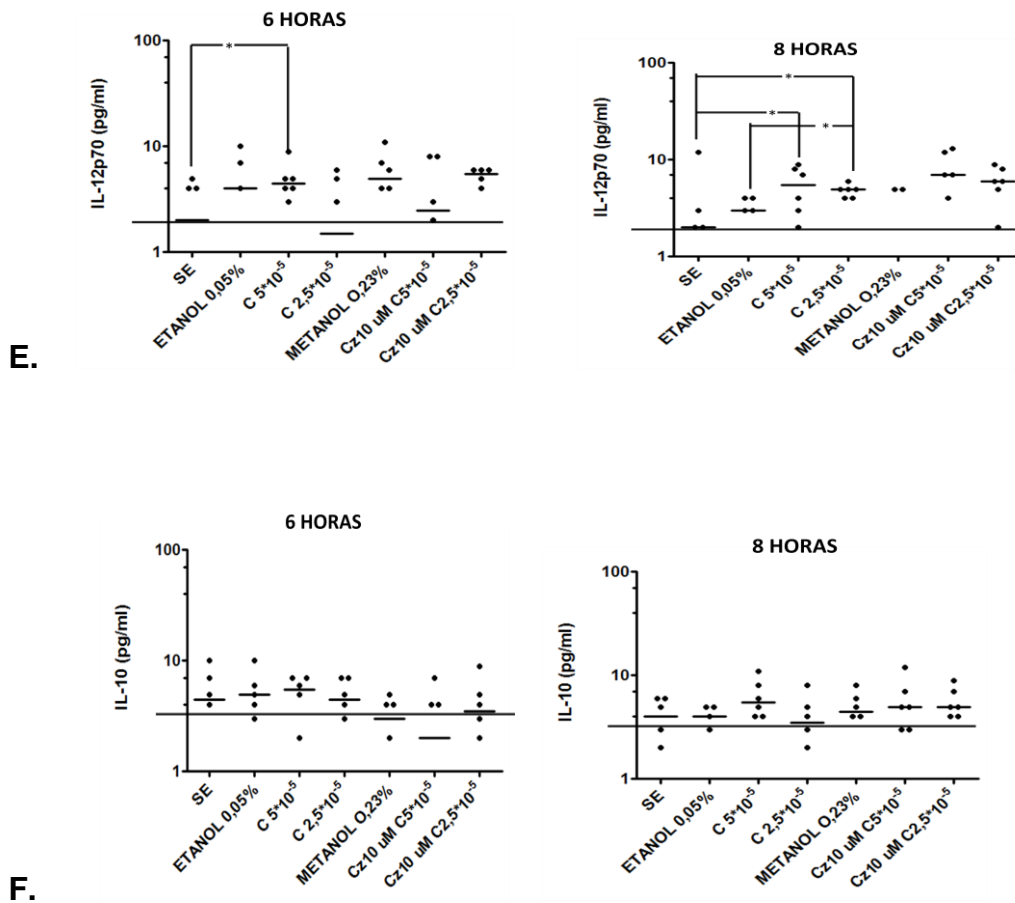 6 HORAS
100
10
1
IL-12p70 (pg/ml)
*
SE
ETANOL 0,05%
C 5*10-5
C 2,5*10-5
METANOL O,23%
Cz10 uM C5*10-5
Cz10 uM C2,5*10-5
8 HORAS
100
10
1
IL-12p70 (pg/ml)
*
*
*
SE
ETANOL 0,05%
C 5*10-5
C 2,5*10-5
METANOL O,23%
Cz10 uM C5*10-5
Cz10 uM C2,5*10-5
E.
6 HORAS
100
10
1
IL-10 (pg/ml)
SE
ETANOL 0,05%
C 5*10-5
C 2,5*10-5
METANOL O,23%
Cz10 uM C5*10-5
Cz10 uM C2,5*10-5
8 HORAS
100
10
1
IL-10 (pg/ml)
SE
ETANOL 0,05%
C 5*10-5
C 2,5*10-5
METANOL O,23%
Cz10 uM C5*10-5
Cz10 uM C2,5*10-5
F.